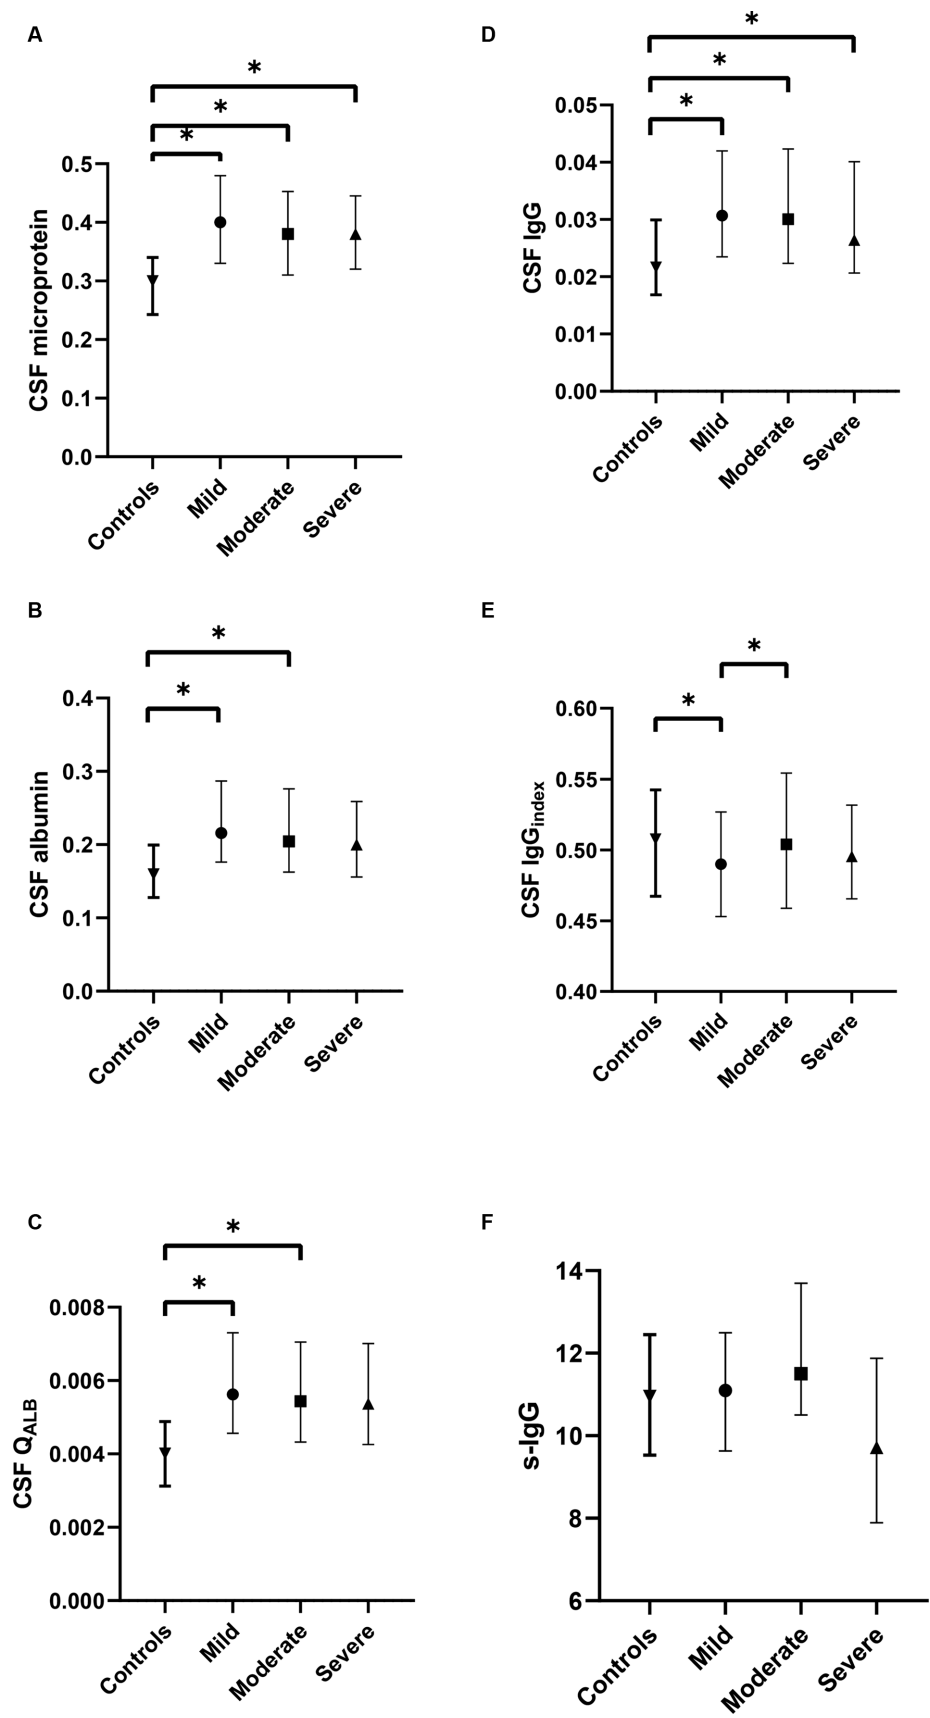 A
*
*
*
0.5
0.4
0.3
0.2
0.1
0.0
CSF microprotein
Controls
Mild
Moderate
Severe
D
*
*
*
0.05
0.04
0.03
0.02
0.01
0.00
CSF IgG
Controls
Mild
Moderate
Severe
B
*
*
0.4
0.3
0.2
0.1
0.0
CSF albumin
Controls
Mild
Moderate
Severe
E
*
*
0.60
0.55
0.50
0.45
0.40
CSF IgGindex
Controls
Mild
Moderate
Severe
C
*
*
0.008
0.006
0.004
0.002
0.000
CSF QALB
Controls
Mild
Moderate
Severe
F
14
12
10
8
6
s-IgG
Controls
Mild
Moderate
Severe